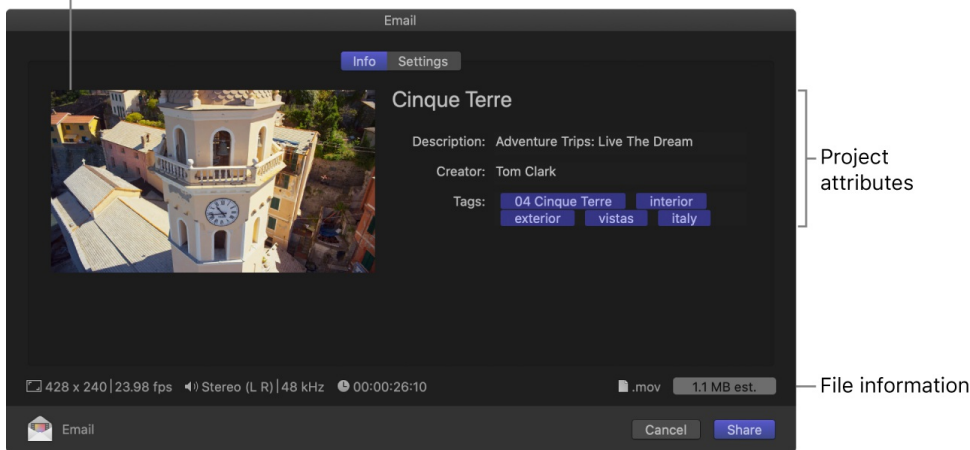 Email
Info Settings
Cinque Terre
Description: Adventure Trips: Live The Dream
Creator: Tom Clark
Tags: 04 Cinque Terre interior
exterior vistas italy
Project
attributes
428 x 240|23.98 fps Stereo (L R)|48 kHz 00:00:26:10 .mov 1.1 MB est.
File information
Email Cancel Share